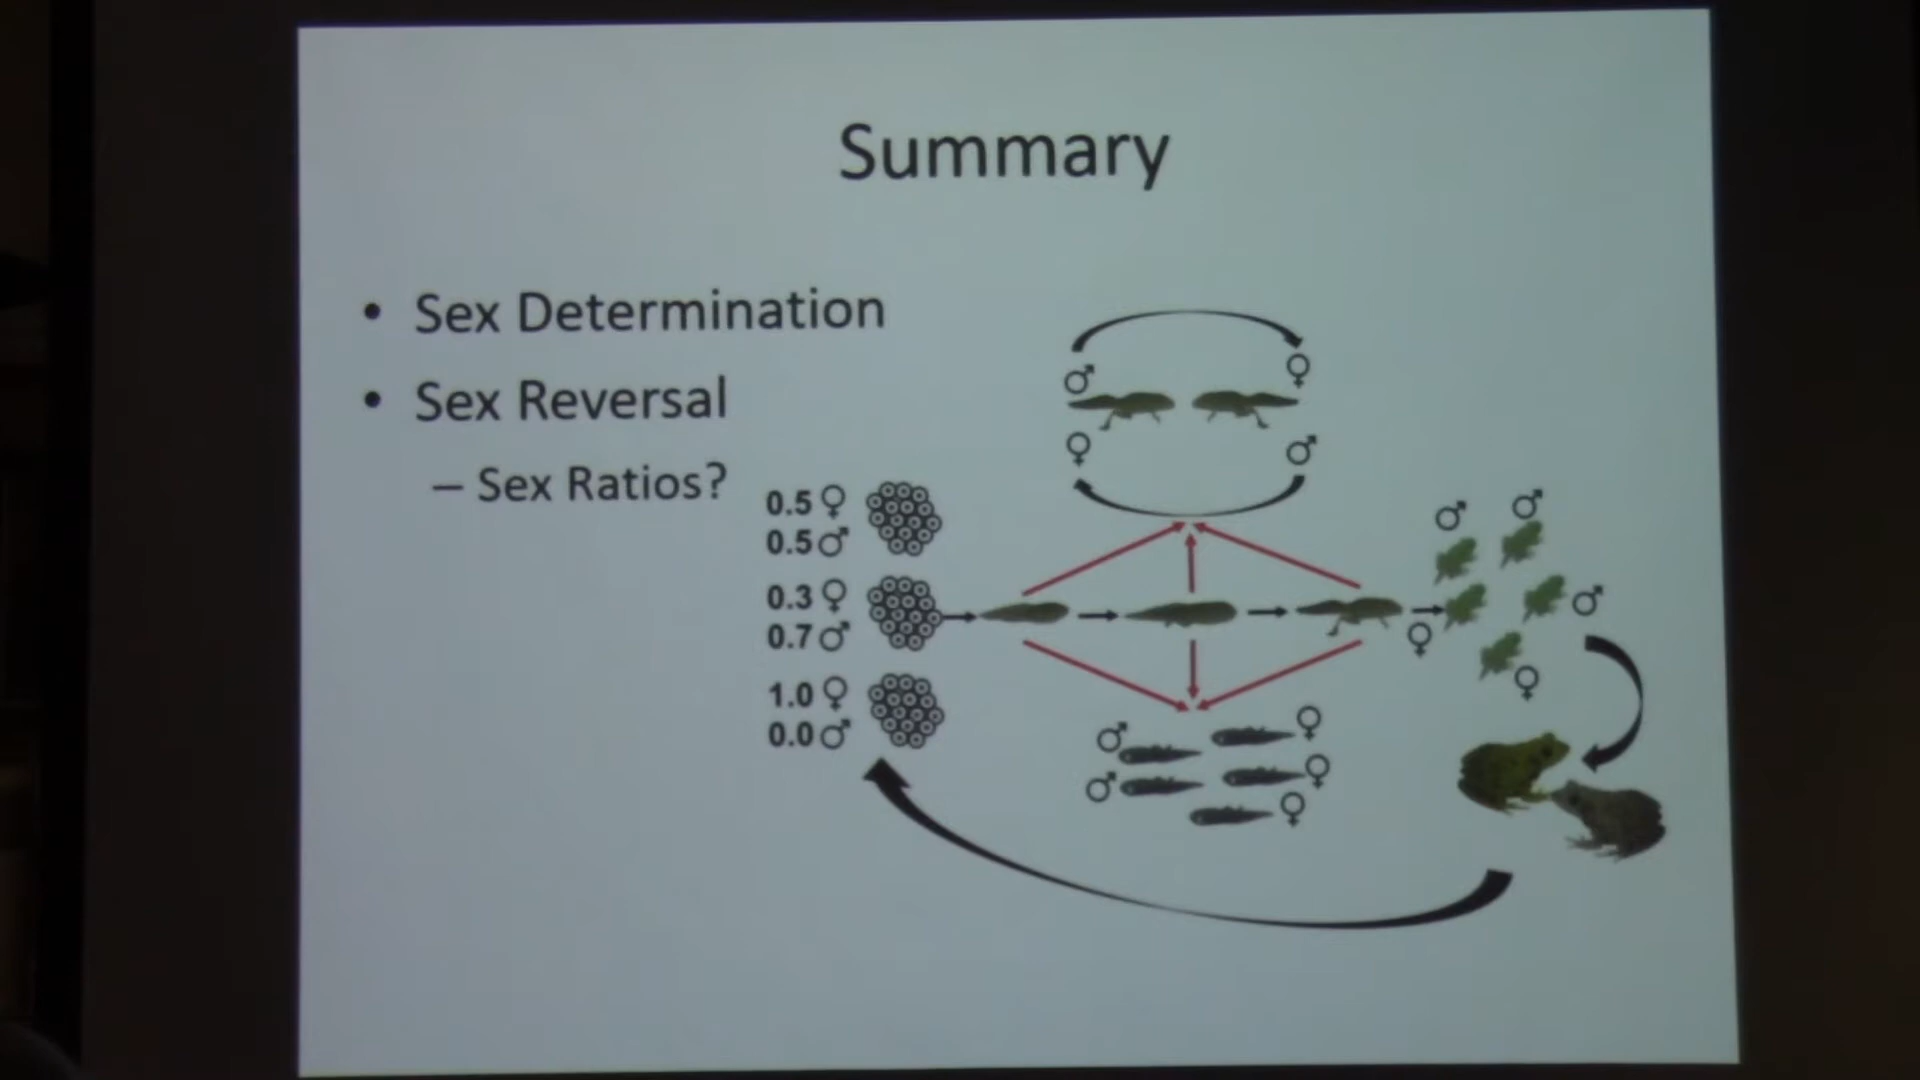 Summary
• Sex Determination
• Sex Reversal
– Sex Ratios?
0.5 ♀
0.5 ♂
0.3 ♀
0.7 ♂
1.0 ♀
0.0 ♂